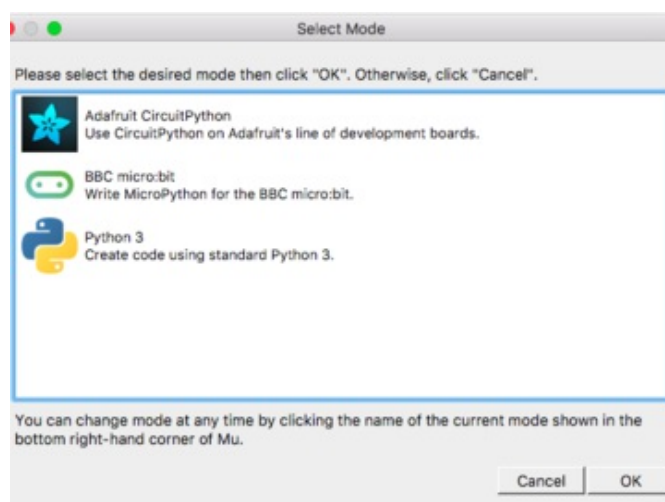 Select Mode
Please select the desired mode then click "OK". Otherwise, click "Cancel".
Adafruit CircuitPython
Use CircuitPython on Adafruit's line of development boards.
BBC micro:bit
Write MicroPython for the BBC micro:bit.
Python 3
Create code using standard Python 3.
You can change mode at any time by clicking the name of the current mode shown in the
bottom right-hand corner of Mu.
Cancel OK